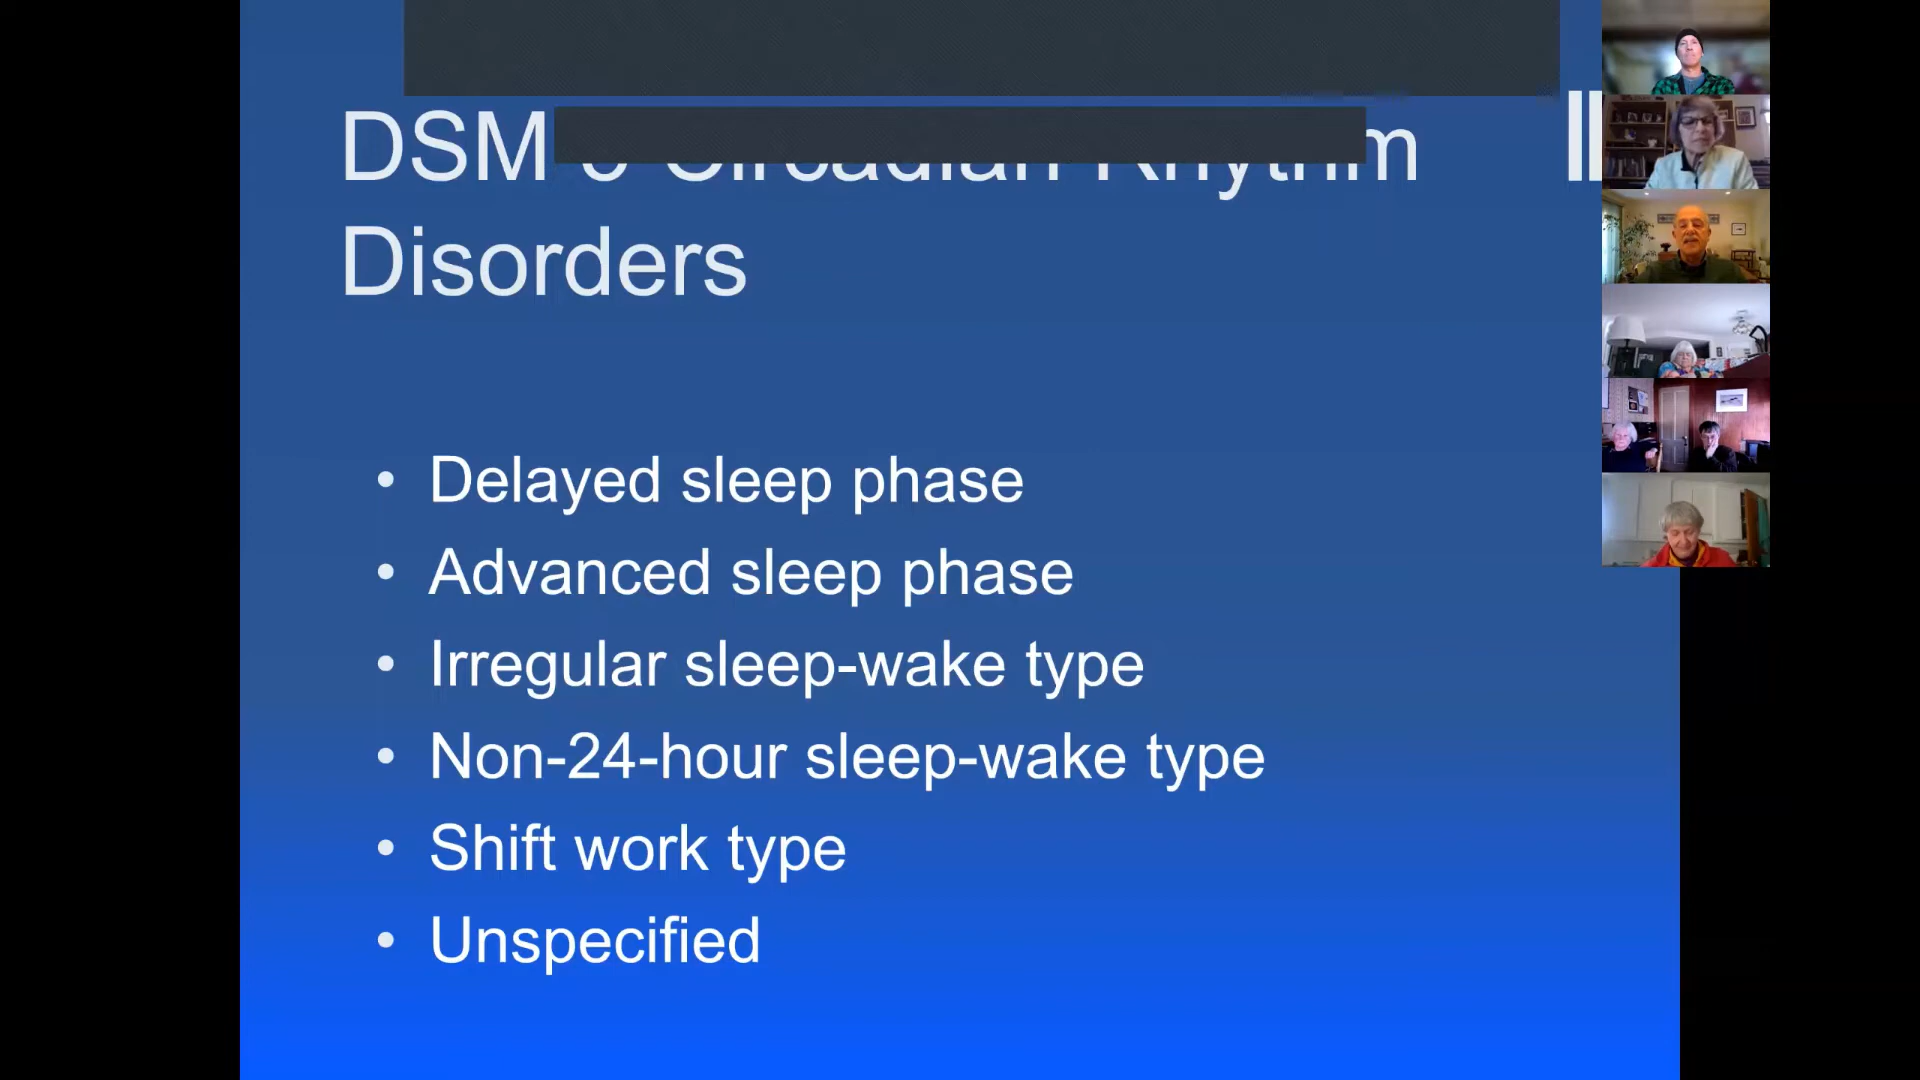 DSM Circadian Rhythm
Disorders
• Delayed sleep phase
• Advanced sleep phase
• Irregular sleep-wake type
• Non-24-hour sleep-wake type
• Shift work type
• Unspecified